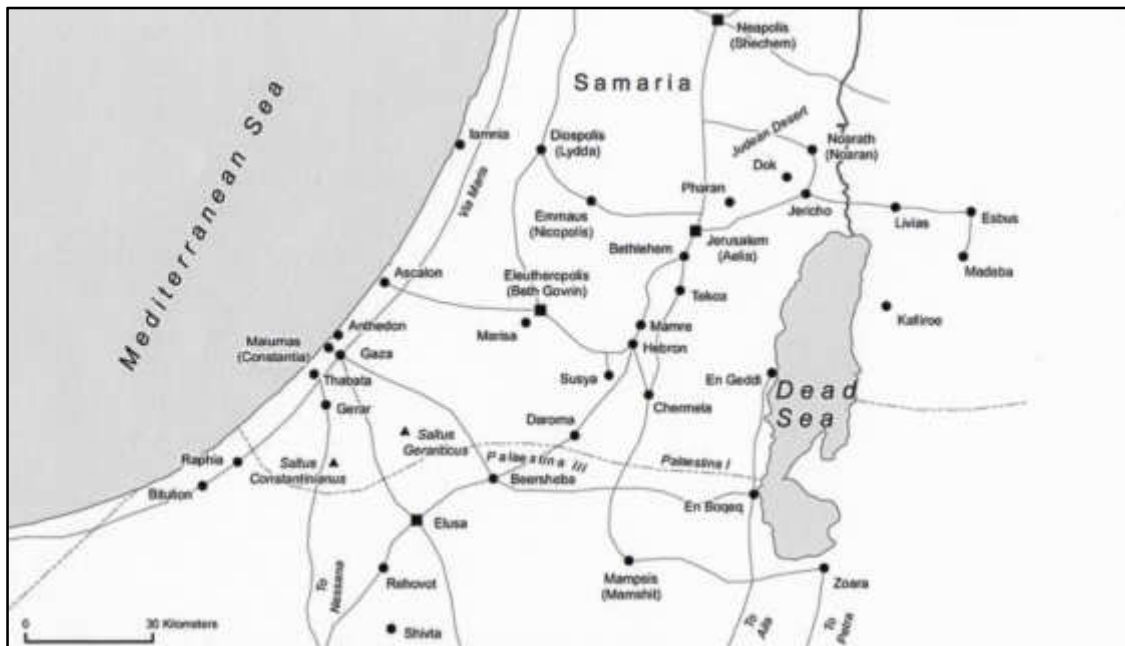 Neapolis
(Shechem)
Samaria
Mediterranean Sea
Iamnia
Via Maris
Diospolis
(Lydda)
Judean Desert
Noarath
(Noaran)
Dok
Pharan
Jericho
Livias
Esbus
Emmaus
(Nicopolis)
Jerusalem
(Aelia)
Bethlehem
Madaba
Ascalon
Eleutheropolis
(Beth Govrin)
Tekoa
Kalliroe
Anthedon
Marisa
Mamre
Maiumas
(Constantia)
Gaza
Hebron
Thabata
Susya
En Geddi
Dead
Sea
Gerar
Chermela
Daroma
Saltus
Geraiticus
Palaestina III
Palaestina I
Raphia
Saltus
Constantinianus
Beersheba
Bitulion
En Boqeq
Elusa
Rehovot
Mampsis
(Mamshit)
Zoara
To
Nessana
To
Aila
To
Petra
Shivta
0 30 Kilometers